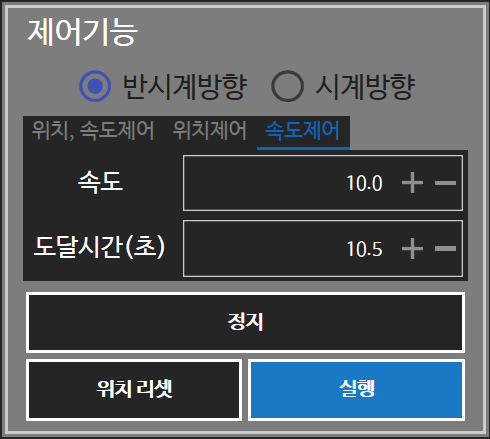 제어기능
반시계방향 시계방향
위치, 속도제어 위치제어 속도제어
속도 10.0 + −
도달시간(초) 10.5 + −
정지
위치 리셋 실행